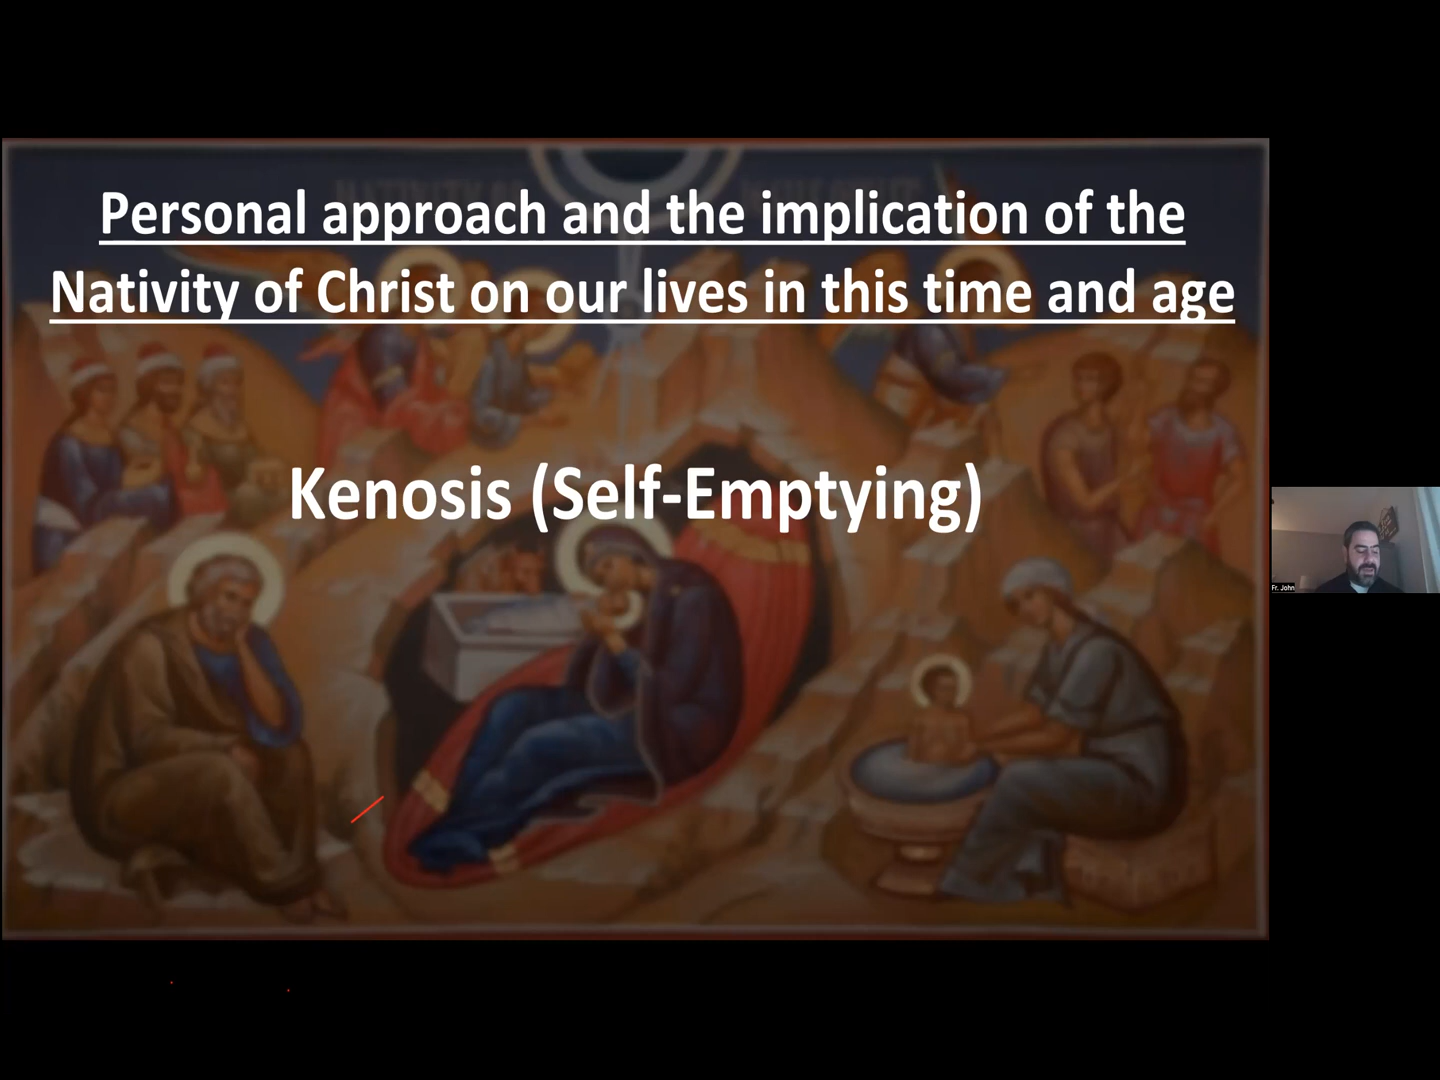 Personal approach and the implication of the
Nativity of Christ on our lives in this time and age
Kenosis (Self-Emptying)
Fr. John